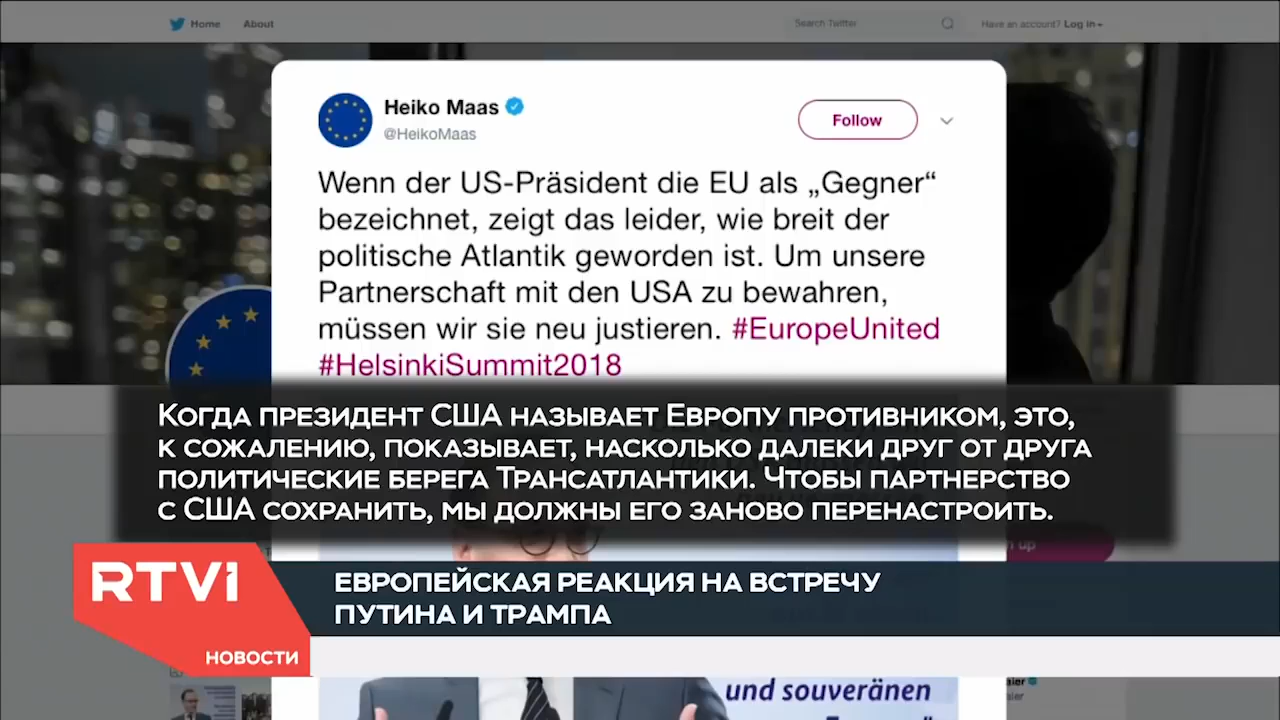 Home About Search Twitter Have an account? Log in
Heiko Maas
@HeikoMaas
Follow
Wenn der US-Präsident die EU als „Gegner“
bezeichnet, zeigt das leider, wie breit der
politische Atlantik geworden ist. Um unsere
Partnerschaft mit den USA zu bewahren,
müssen wir sie neu justieren. #EuropeUnited
#HelsinkiSummit2018
Когда президент США называет Европу противником, это,
к сожалению, показывает, насколько далеки друг от друга
политические берега Трансатлантики. Чтобы партнерство
с США сохранить, мы должны его заново перенастроить.
up
RTVI
ЕВРОПЕЙСКАЯ РЕАКЦИЯ НА ВСТРЕЧУ
ПУТИНА И ТРАМПА
НОВОСТИ
und souveränen